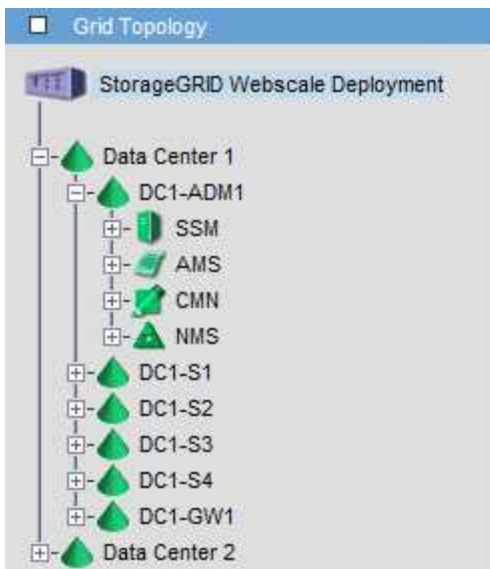 Grid Topology
StorageGRID Webscale Deployment
Data Center 1
DC1-ADM1
SSM
AMS
CMN
NMS
DC1-S1
DC1-S2
DC1-S3
DC1-S4
DC1-GW1
Data Center 2